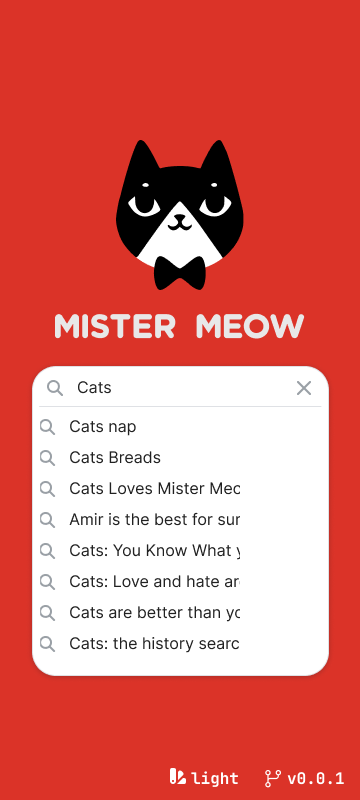 MISTER MEOW
Cats
Cats nap
Cats Breads
Cats Loves Mister Meo
Amir is the best for sur
Cats: You Know What
Cats: Love and hate ar
Cats are better than yo
Cats: the history searc
light
v0.0.1